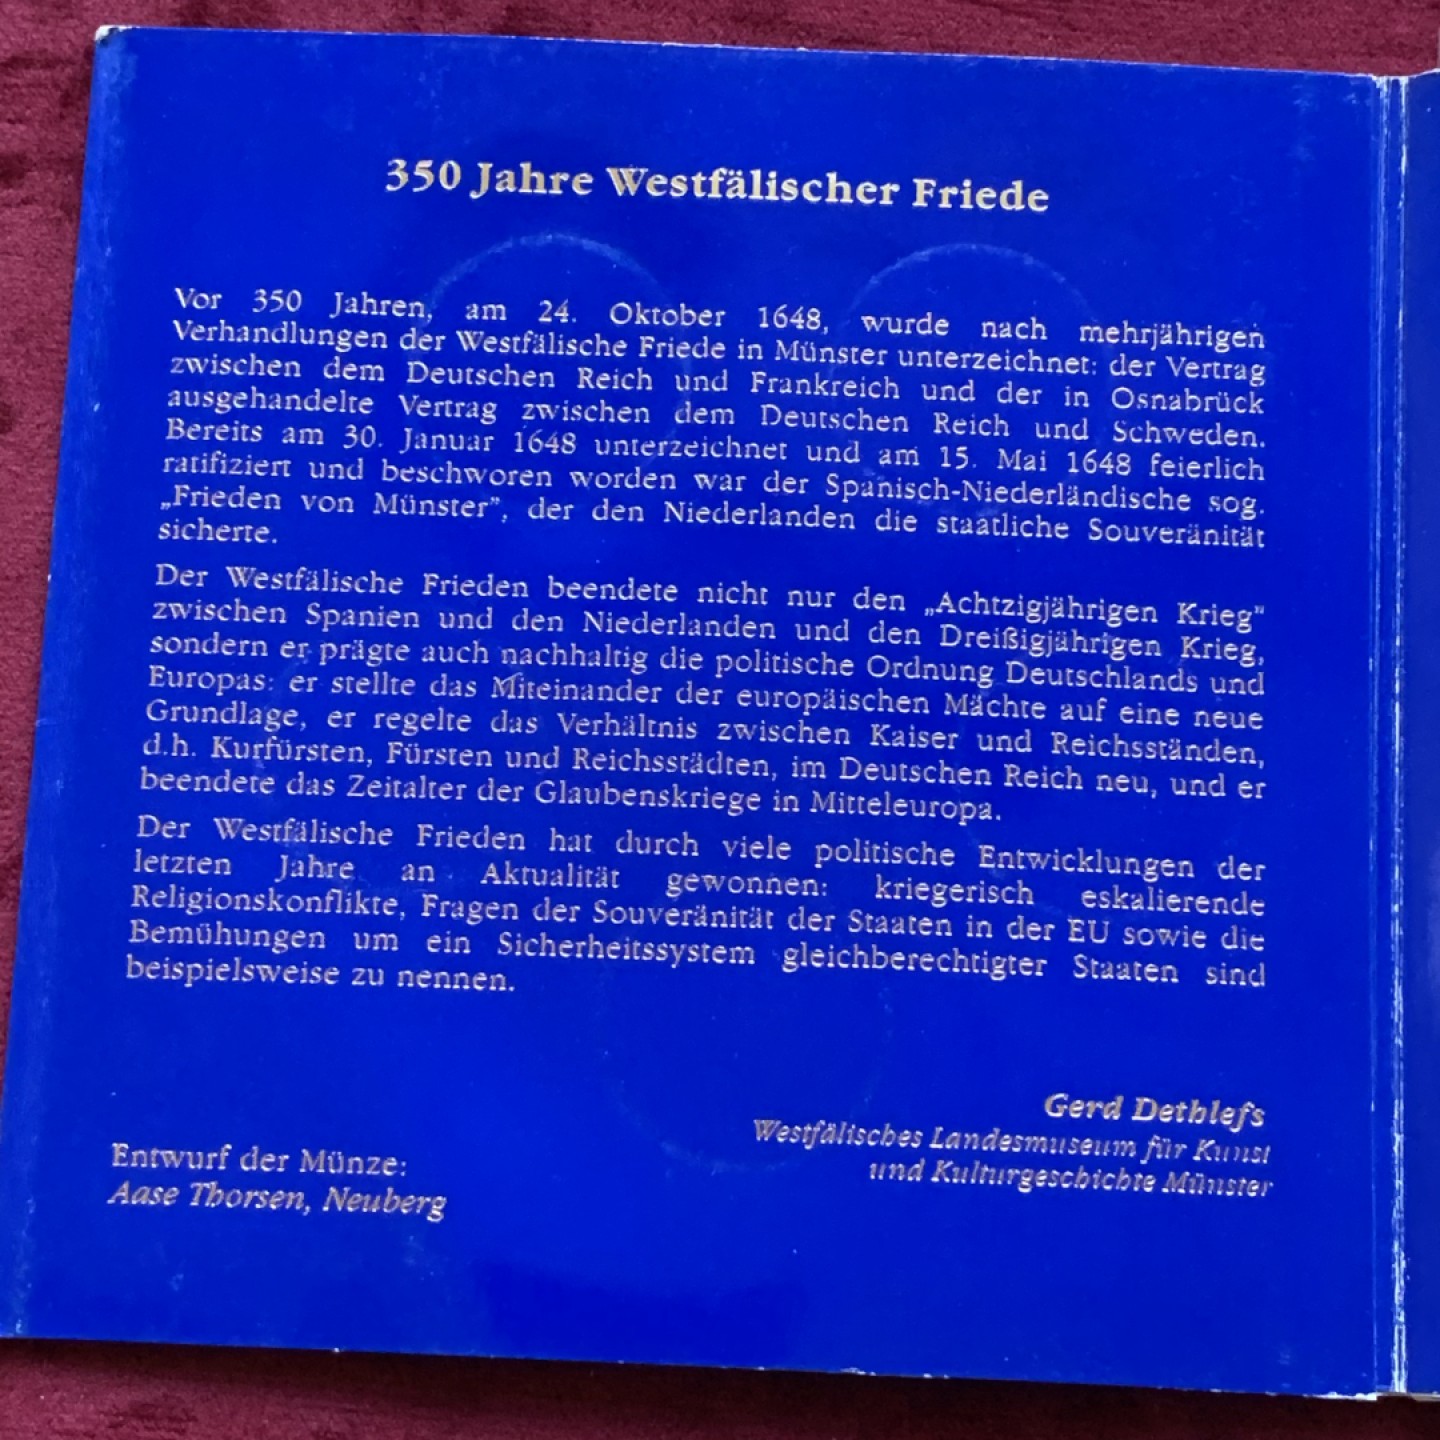 350 Jahre Westfälischer Friede
Vor 350 Jahren, am 24. Oktober 1648, wurde nach mehrjährigen
Verhandlungen der Westfälische Friede in Münster unterzeichnet: der Vertrag
zwischen dem Deutschen Reich und Frankreich und der in Osnabrück
ausgehandelte Vertrag zwischen dem Deutschen Reich und Schweden.
Bereits am 30. Januar 1648 unterzeichnet und am 15. Mai 1648 feierlich
ratifiziert und beschworen worden war der Spanisch-Niederländische sog.
„Frieden von Münster”, der den Niederlanden die staatliche Souveränität
sicherte.
Der Westfälische Frieden beendete nicht nur den „Achtzigjährigen Krieg”
zwischen Spanien und den Niederlanden und den Dreißigjährigen Krieg,
sondern er prägte auch nachhaltig die politische Ordnung Deutschlands und
Europas: er stellte das Miteinander der europäischen Mächte auf eine neue
Grundlage, er regelte das Verhältnis zwischen Kaiser und Reichsständen,
d.h. Kurfürsten, Fürsten und Reichsstädten, im Deutschen Reich neu, und er
beendete das Zeitalter der Glaubenskriege in Mitteleuropa.
Der Westfälische Frieden hat durch viele politische Entwicklungen der
letzten Jahre an Aktualität gewonnen: kriegerisch eskalierende
Religionskonflikte, Fragen der Souveränität der Staaten in der EU sowie die
Bemühungen um ein Sicherheitssystem gleichberechtigter Staaten sind
beispielsweise zu nennen.
Gerd Dethlefs
Westfälisches Landesmuseum für Kunst
und Kulturgeschichte Münster
Entwurf der Münze:
Aase Thorsen, Neuberg